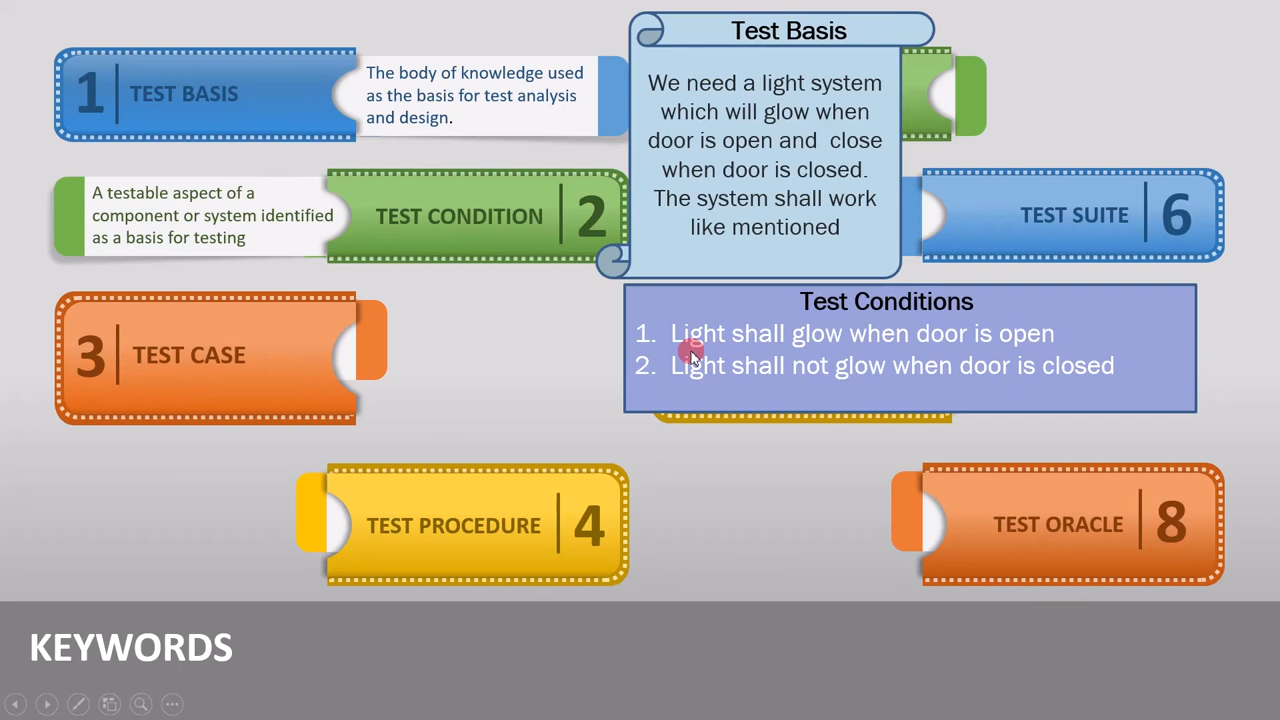 1 TEST BASIS
The body of knowledge used
as the basis for test analysis
and design.
A testable aspect of a
component or system identified
as a basis for testing
TEST CONDITION 2
3 TEST CASE
TEST PROCEDURE 4
Test Basis
We need a light system
which will glow when
door is open and close
when door is closed.
The system shall work
like mentioned
TEST SUITE 6
Test Conditions
1. Light shall glow when door is open
2. Light shall not glow when door is closed
TEST ORACLE 8
KEYWORDS